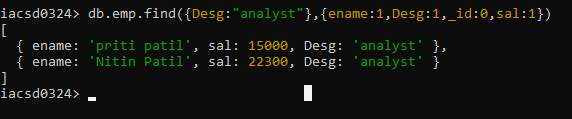 iacsd0324> db.emp.find({Desg:"analyst"},{ename:1,Desg:1,_id:0,sal:1})
[
  { ename: 'priti patil', sal: 15000, Desg: 'analyst' },
  { ename: 'Nitin Patil', sal: 22300, Desg: 'analyst' }
]
iacsd0324>